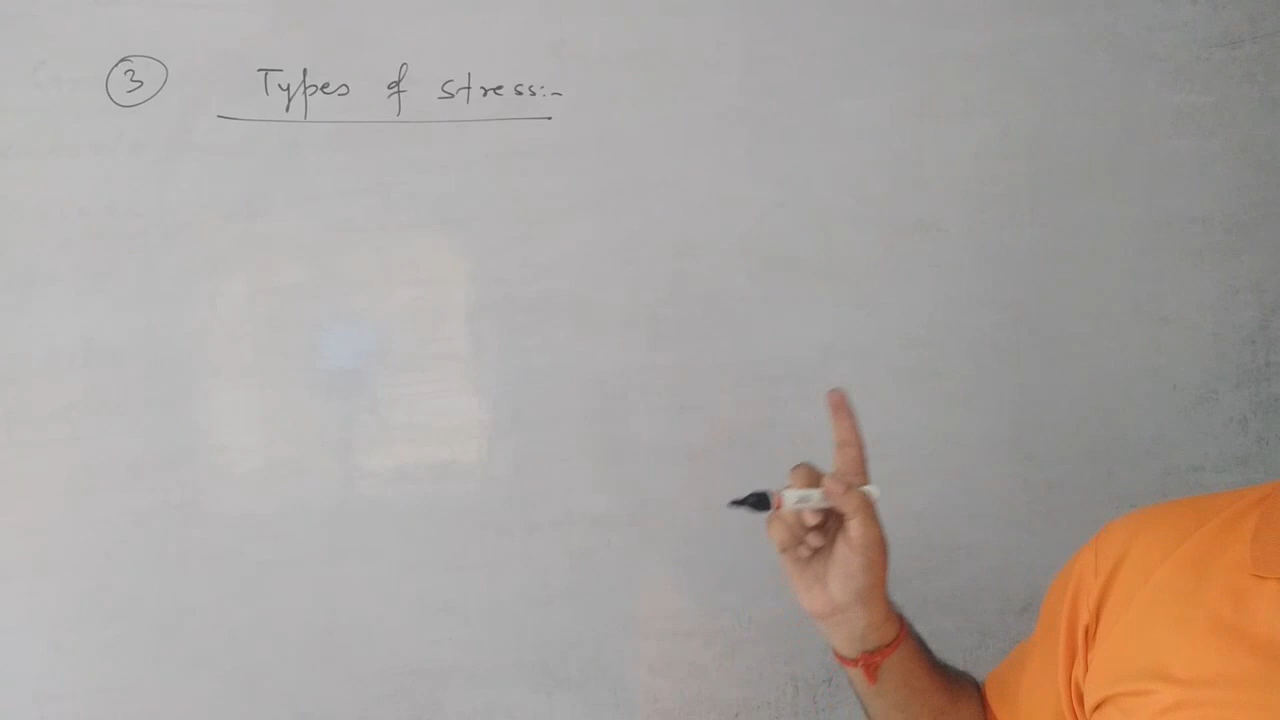 ③ Types of stress:-